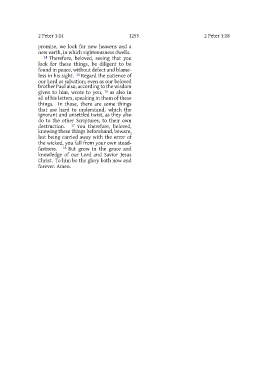 2 Peter 3:14 1255 2 Peter 3:18
promise, we look for new heavens and a
new earth, in which righteousness dwells.
14 Therefore, beloved, seeing that you
look for these things, be diligent to be
found in peace, without defect and blame-
less in his sight. 15 Regard the patience of
our Lord as salvation; even as our beloved
brother Paul also, according to the wisdom
given to him, wrote to you, 16 as also in
all of his letters, speaking in them of these
things. In those, there are some things
that are hard to understand, which the
ignorant and unsettled twist, as they also
do to the other Scriptures, to their own
destruction. 17 You therefore, beloved,
knowing these things beforehand, beware,
lest being carried away with the error of
the wicked, you fall from your own stead-
fastness. 18 But grow in the grace and
knowledge of our Lord and Savior Jesus
Christ. To him be the glory both now and
forever. Amen.